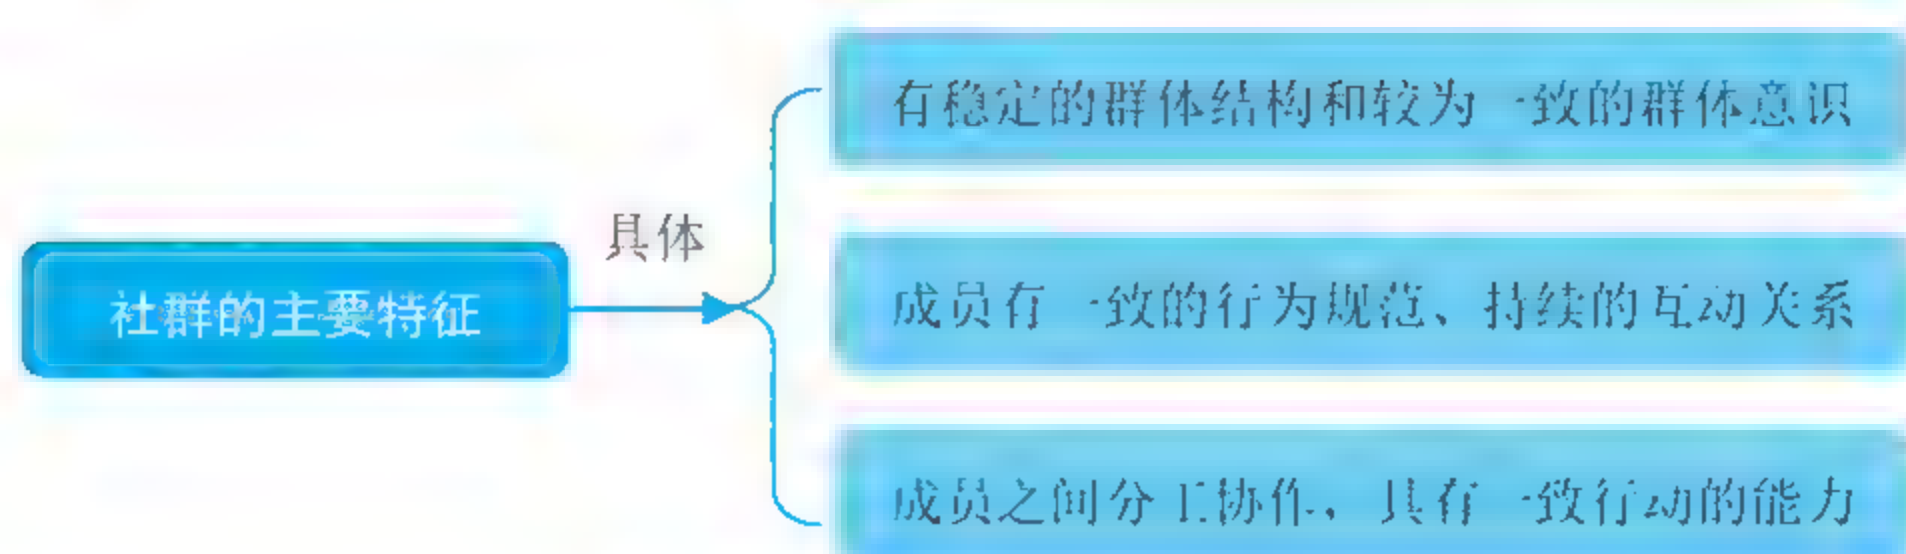 社群的主要特征
具体
有稳定的群体结构和较为一致的群体意识
成员有一致的行为规范、持续的互动关系
成员之间分工协作，具有一致行动的能力